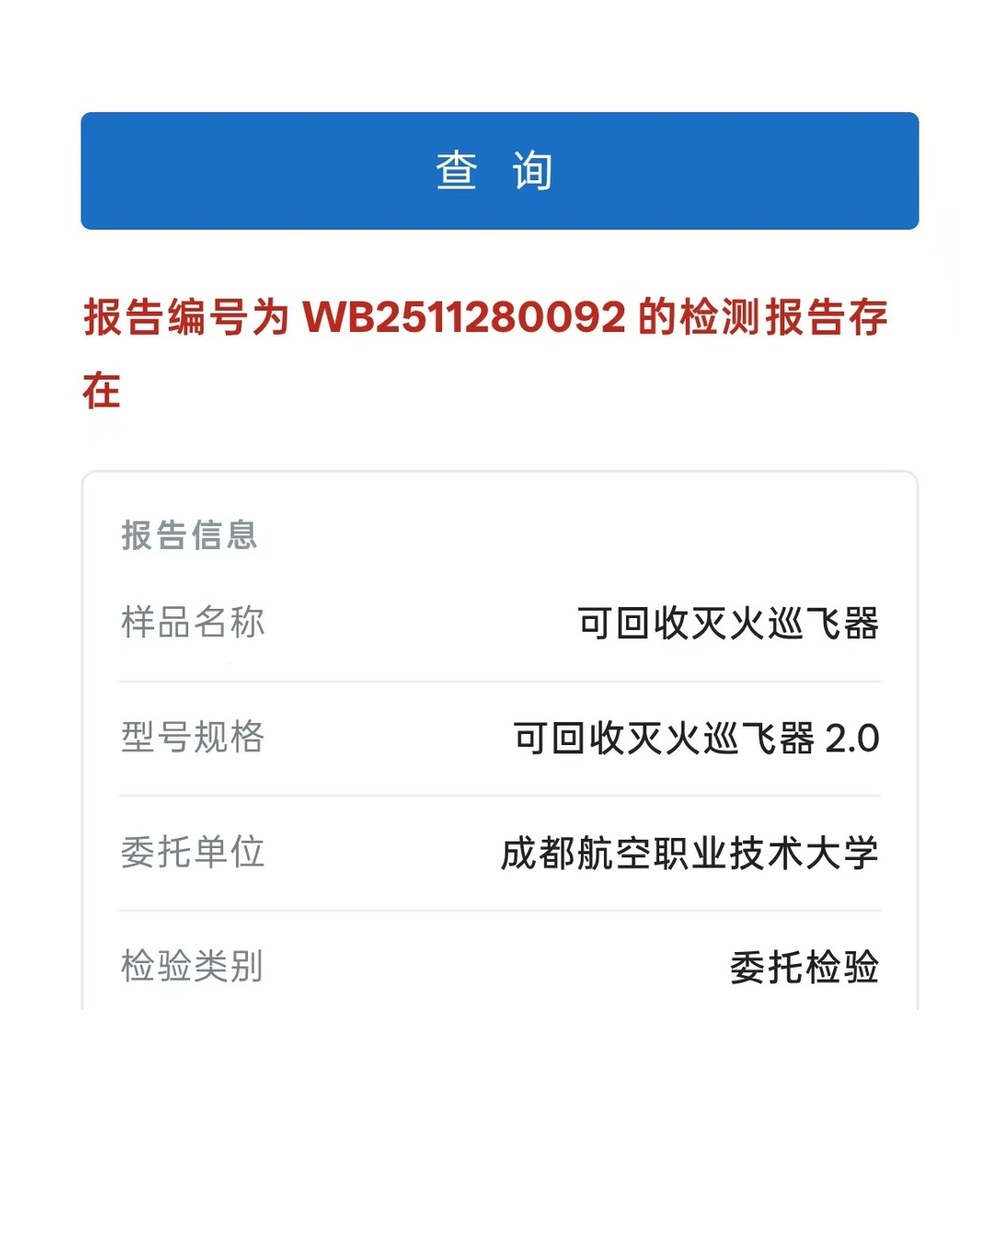 查 询
报告编号为 WB2511280092 的检测报告存
在
报告信息
样品名称 可回收灭火巡飞器
型号规格 可回收灭火巡飞器 2.0
委托单位 成都航空职业技术大学
检验类别 委托检验